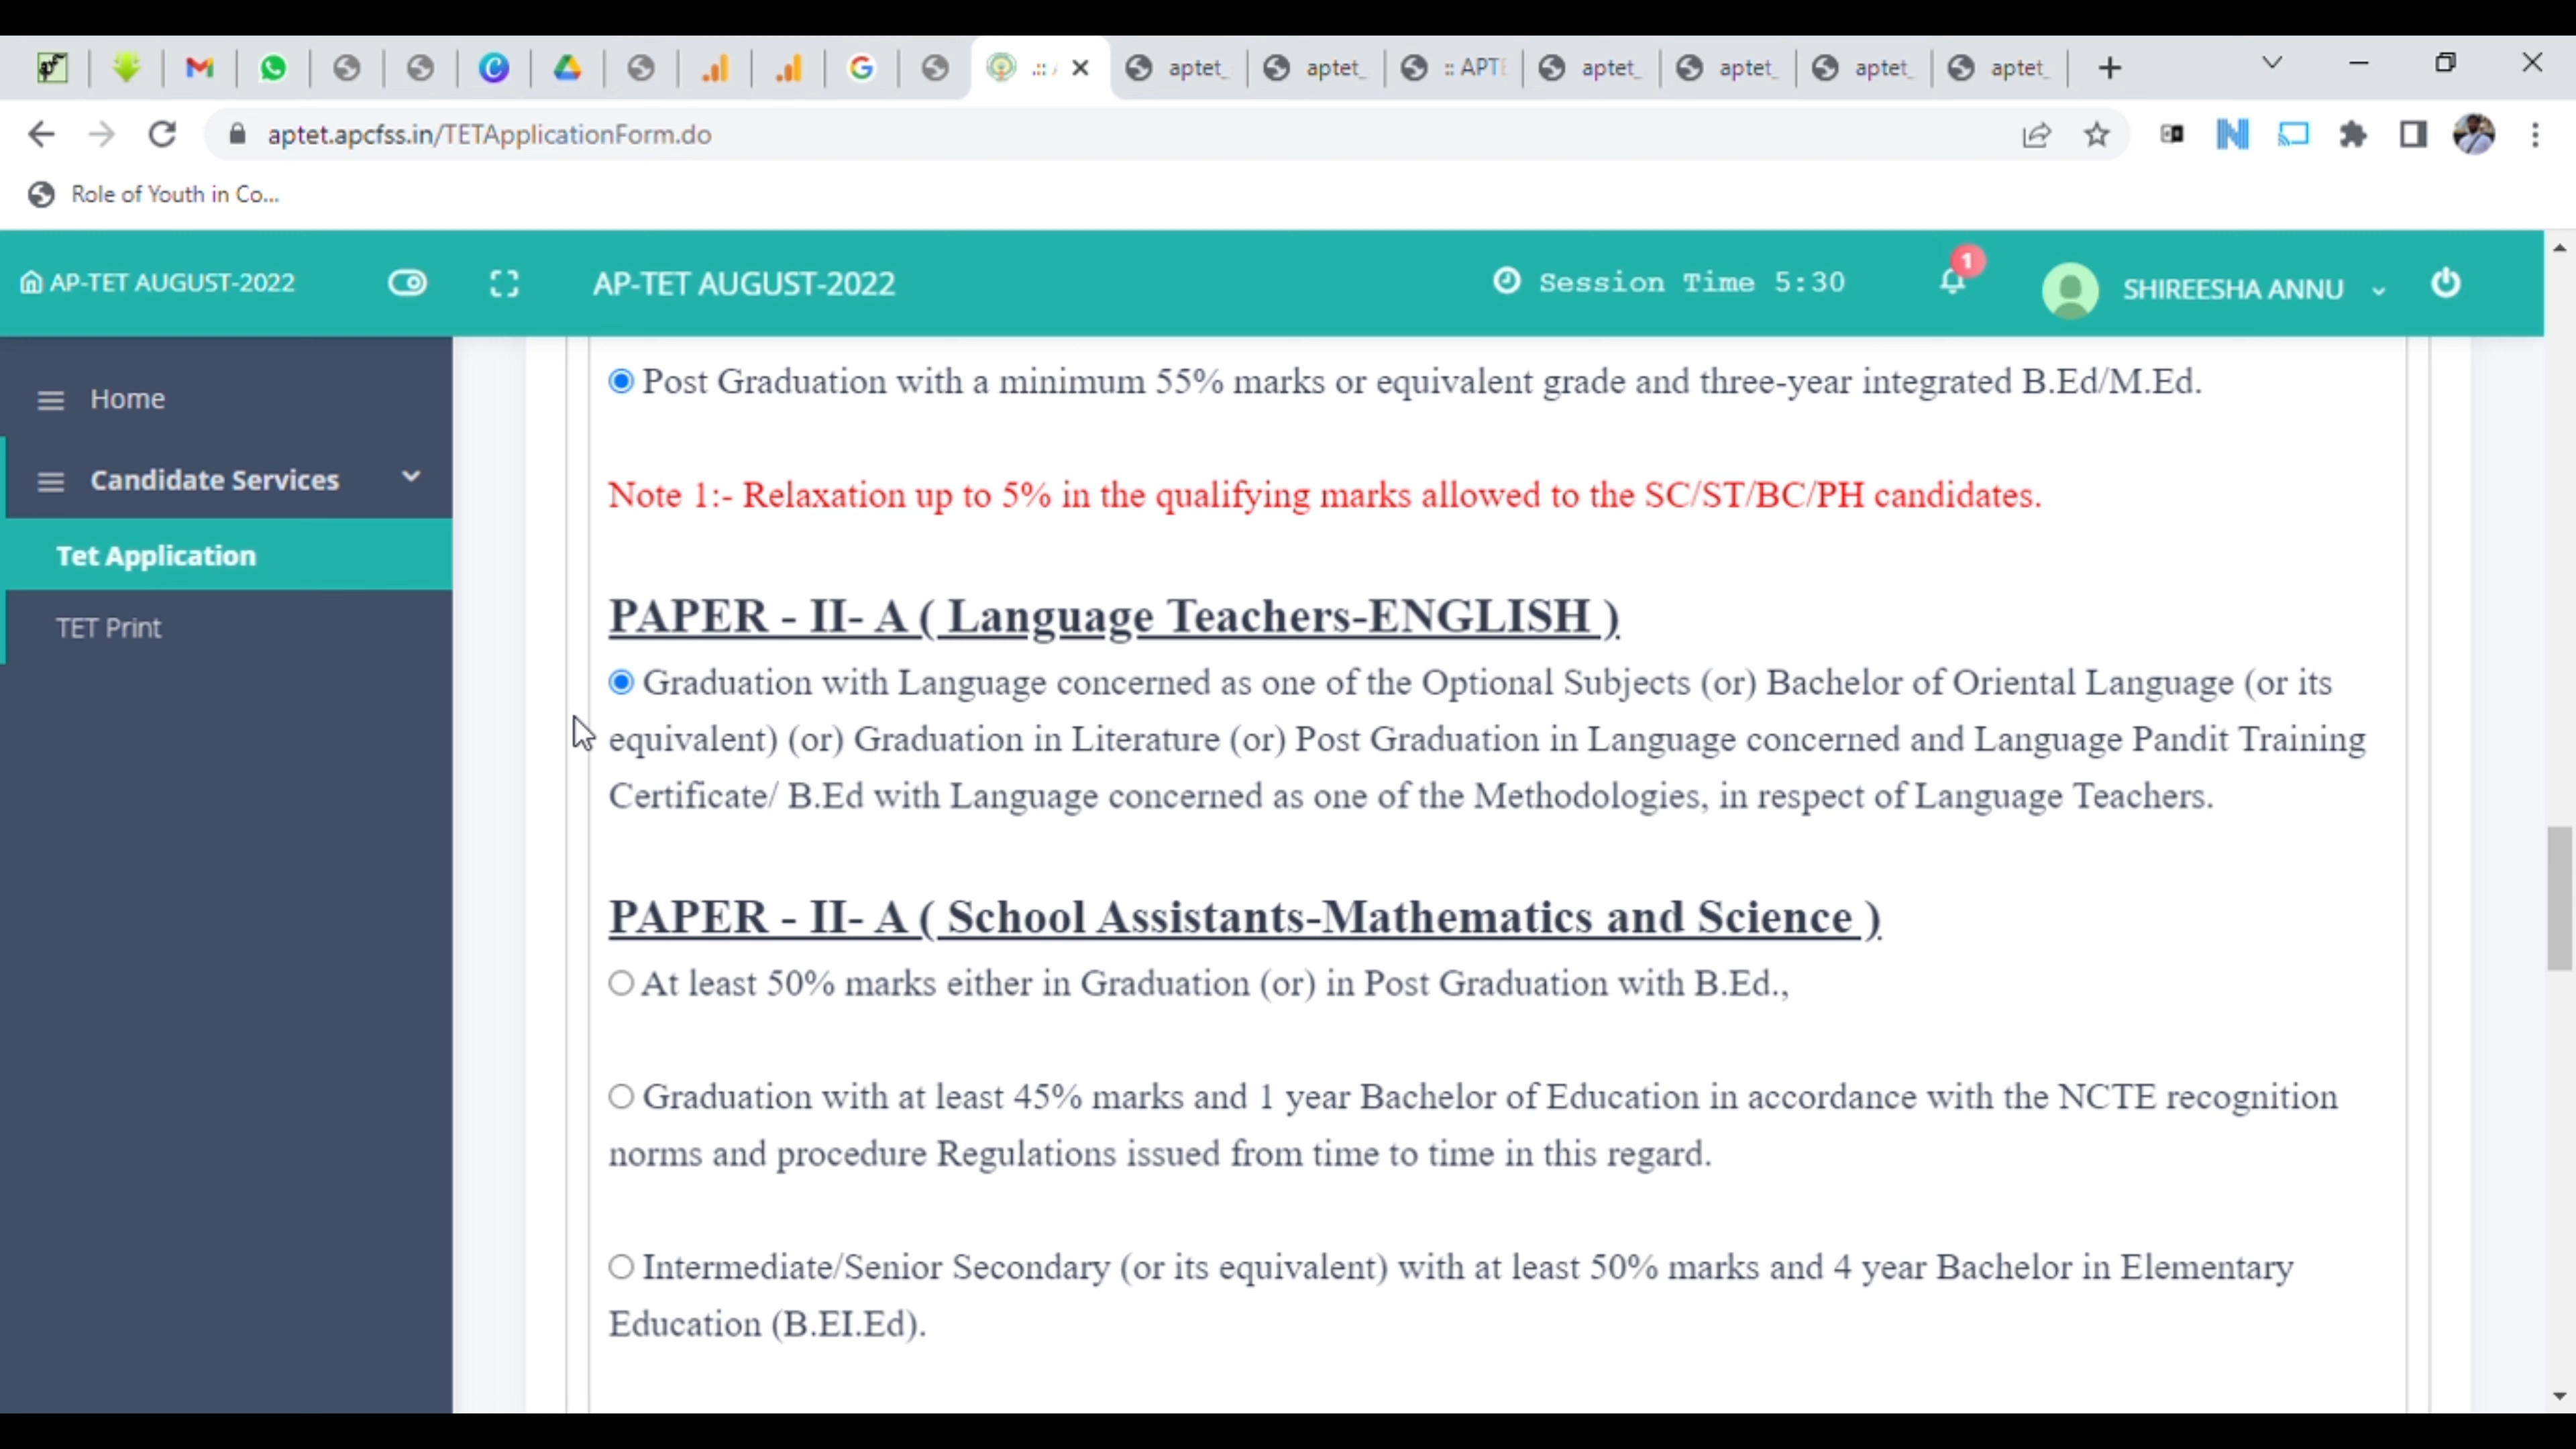 .::
aptet_
aptet_
:: APTE
aptet_
aptet_
aptet_
aptet_
aptet.apcfss.in/TETApplicationForm.do
Role of Youth in Co...
AP-TET AUGUST-2022
AP-TET AUGUST-2022
Session Time 5:30
1
SHIREESHA ANNU
Home
Candidate Services
Tet Application
TET Print
Post Graduation with a minimum 55% marks or equivalent grade and three-year integrated B.Ed/M.Ed.
Note 1:- Relaxation up to 5% in the qualifying marks allowed to the SC/ST/BC/PH candidates.
PAPER - II- A ( Language Teachers-ENGLISH )
Graduation with Language concerned as one of the Optional Subjects (or) Bachelor of Oriental Language (or its
equivalent) (or) Graduation in Literature (or) Post Graduation in Language concerned and Language Pandit Training
Certificate/ B.Ed with Language concerned as one of the Methodologies, in respect of Language Teachers.
PAPER - II- A ( School Assistants-Mathematics and Science )
At least 50% marks either in Graduation (or) in Post Graduation with B.Ed.,
Graduation with at least 45% marks and 1 year Bachelor of Education in accordance with the NCTE recognition
norms and procedure Regulations issued from time to time in this regard.
Intermediate/Senior Secondary (or its equivalent) with at least 50% marks and 4 year Bachelor in Elementary
Education (B.EI.Ed).